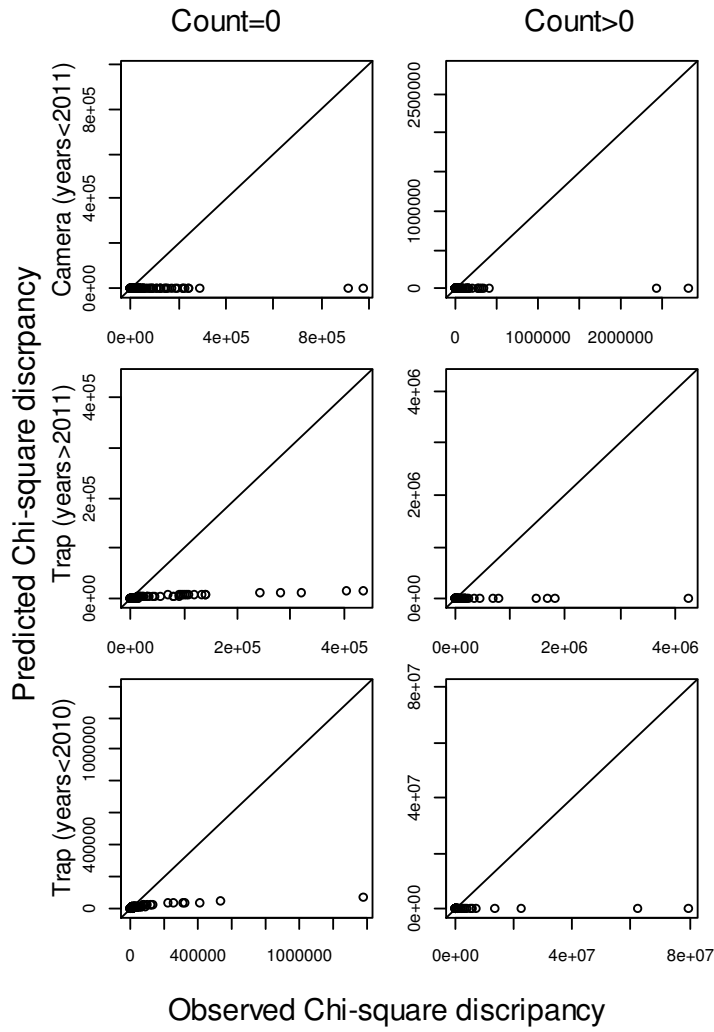 Count=0
Count>0
Predicted Chi-square discrpancy
Camera (years<2011)
0e+00 4e+05 8e+05
0e+00 4e+05 8e+05
0 1000000 2500000
0 1000000 2000000
Trap (years>2011)
0e+00 2e+05 4e+05
0e+00 2e+05 4e+05
0e+00 2e+06 4e+06
0e+00 2e+06 4e+06
Trap (years<2010)
0 400000 1000000
0 400000 1000000
0e+00 4e+07 8e+07
0e+00 4e+07 8e+07
Observed Chi-square discripancy